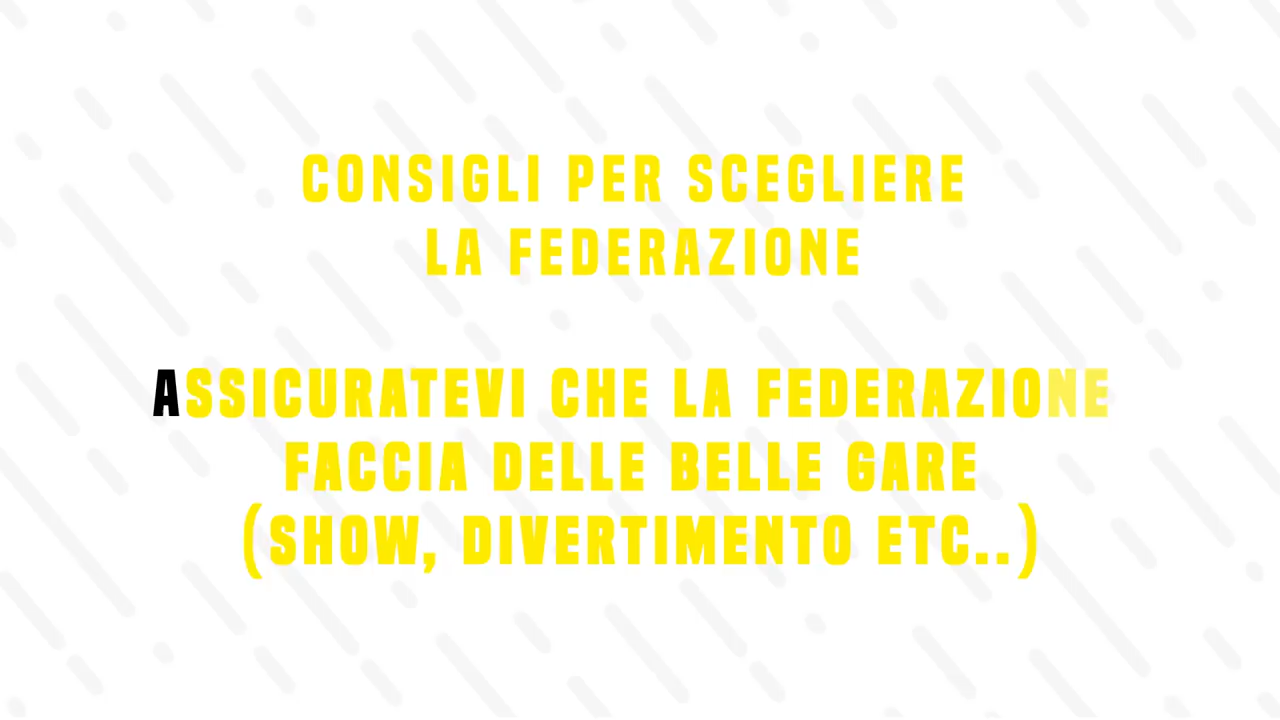 CONSIGLI PER SCEGLIERE
LA FEDERAZIONE
ASSICURATEVI CHE LA FEDERAZIONE
FACCIA DELLE BELLE GARE
(SHOW, DIVERTIMENTO ETC..)